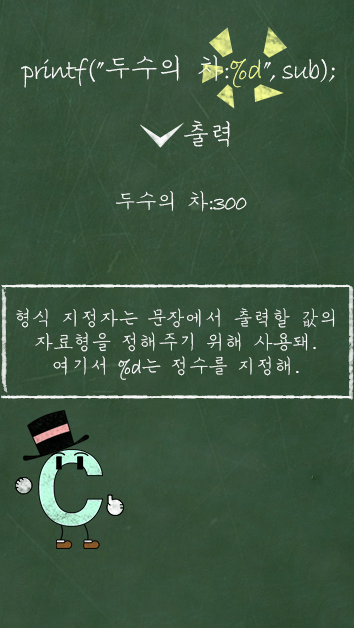 printf("두수의 차:%d", sub);
출력
두수의 차:300
형식 지정자는 문장에서 출력할 값의
자료형을 정해주기 위해 사용돼.
여기서 %d는 정수를 지정해.
C